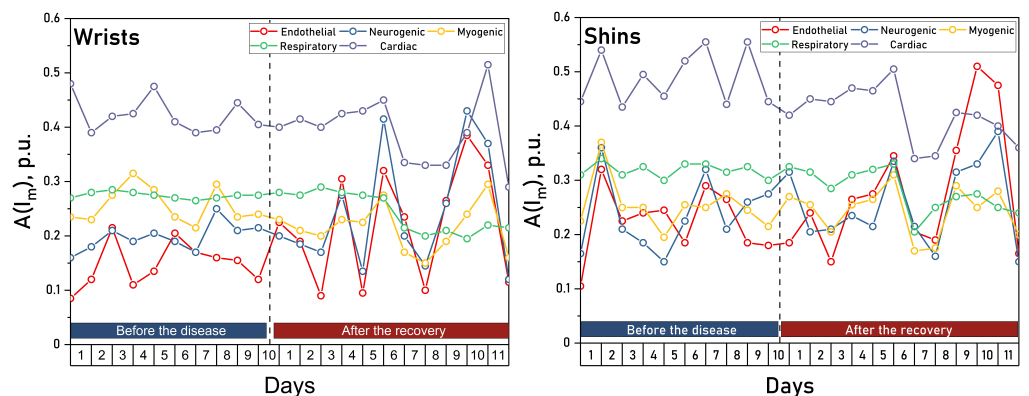 Wrists
Endothelial Neurogenic Myogenic
Respiratory Cardiac
A(Im), p.u.
0.6
0.5
0.4
0.3
0.2
0.1
0
Before the disease After the recovery
1 2 3 4 5 6 7 8 9 10 1 2 3 4 5 6 7 8 9 10 11
Days
Shins
Endothelial Neurogenic Myogenic
Respiratory Cardiac
A(Im), p.u.
0.6
0.5
0.4
0.3
0.2
0.1
0
Before the disease After the recovery
1 2 3 4 5 6 7 8 9 10 1 2 3 4 5 6 7 8 9 10 11
Days